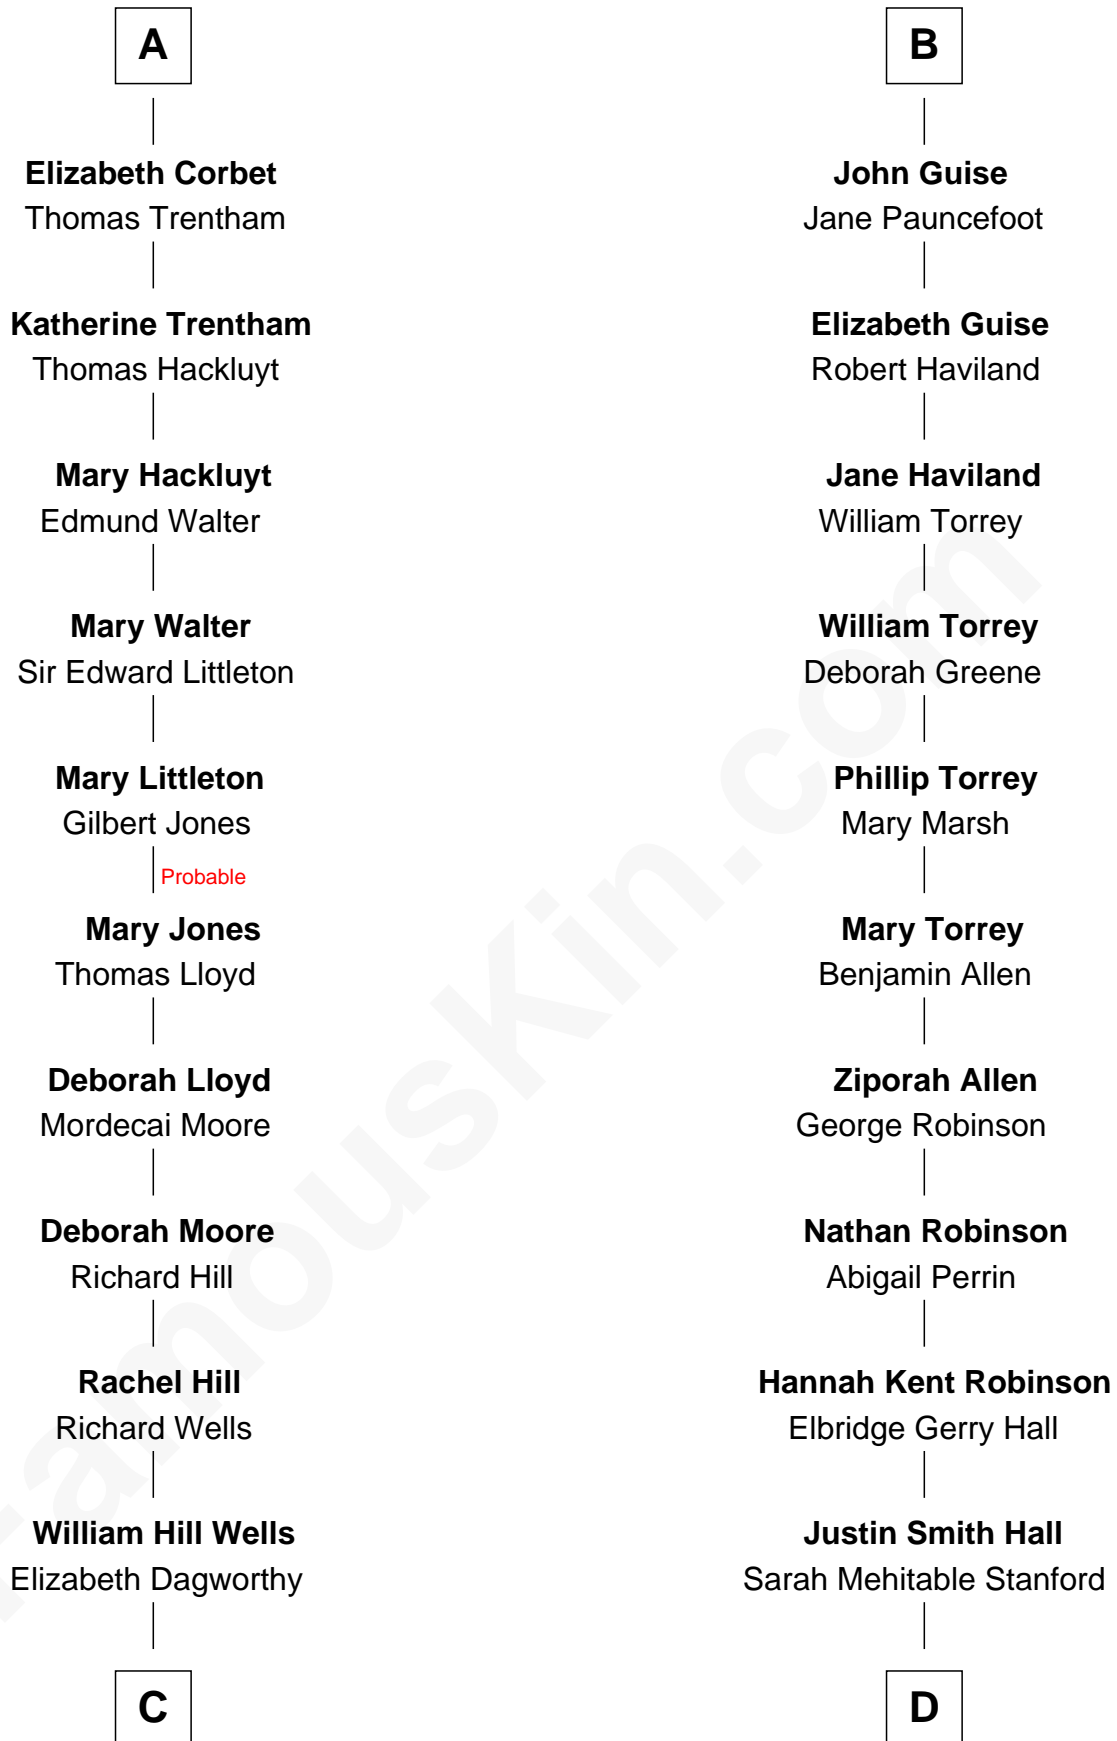 A
Elizabeth Corbet
Thomas Trentham
Katherine Trentham
Thomas Hackluyt
Mary Hackluyt
Edmund Walter
Mary Walter
Sir Edward Littleton
Mary Littleton
Gilbert Jones
Probable
Mary Jones
Thomas Lloyd
Deborah Lloyd
Mordecai Moore
Deborah Moore
Richard Hill
Rachel Hill
Richard Wells
William Hill Wells
Elizabeth Dagworthy
C
B
John Guise
Jane Pauncefoot
Elizabeth Guise
Robert Haviland
Jane Haviland
William Torrey
William Torrey
Deborah Greene
Phillip Torrey
Mary Marsh
Mary Torrey
Benjamin Allen
Ziporah Allen
George Robinson
Nathan Robinson
Abigail Perrin
Hannah Kent Robinson
Elbridge Gerry Hall
Justin Smith Hall
Sarah Mehitable Stanford
D
FamousKin.com